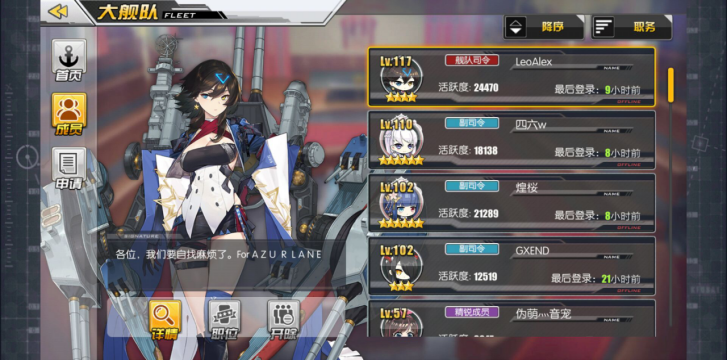 大舰队 FLEET
降序
职务
首页
成员
申请
各位、我们要自找麻烦了。For A Z U R L A N E
详情
职位
开除
Lv.117
舰队司令
LeoAlex
NAME
活跃度: 24470
最后登录: 9小时前
OFFLINE
Lv.110
副司令
四六w
NAME
活跃度: 18138
最后登录: 8小时前
OFFLINE
Lv.102
副司令
煌桜
NAME
活跃度: 21289
最后登录: 8小时前
OFFLINE
Lv.102
副司令
GXEND
NAME
活跃度: 12519
最后登录: 21小时前
OFFLINE
Lv.57
精锐成员
伪萌灬音宠
NAME